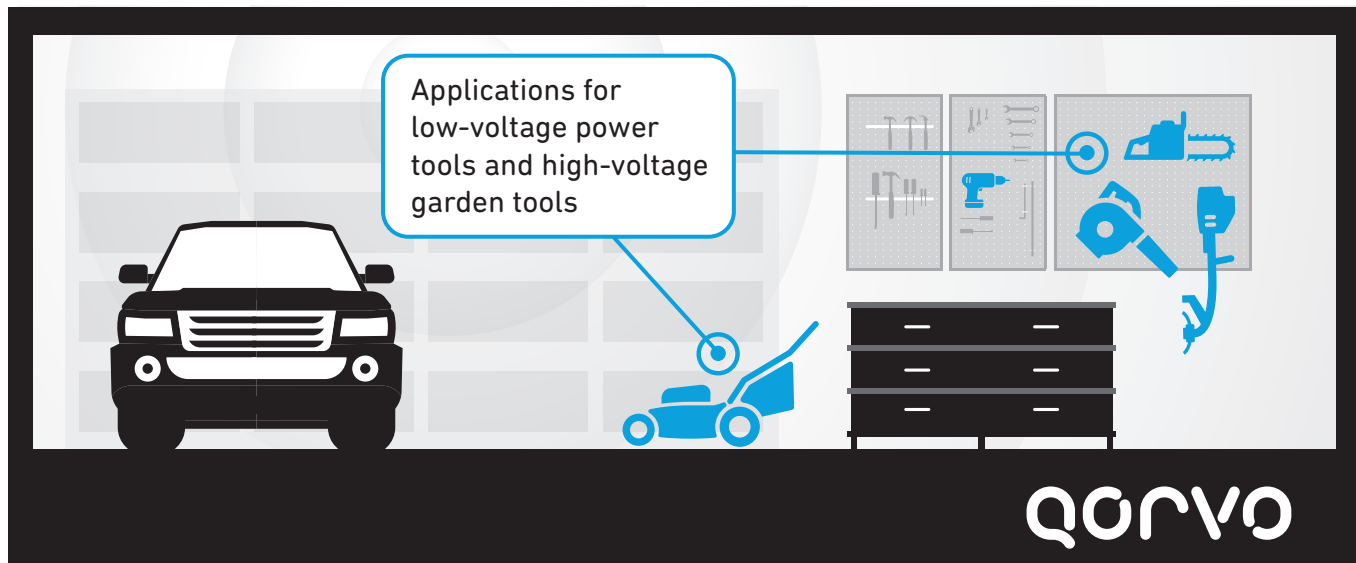 Applications for
low-voltage power
tools and high-voltage
garden tools
QORVO